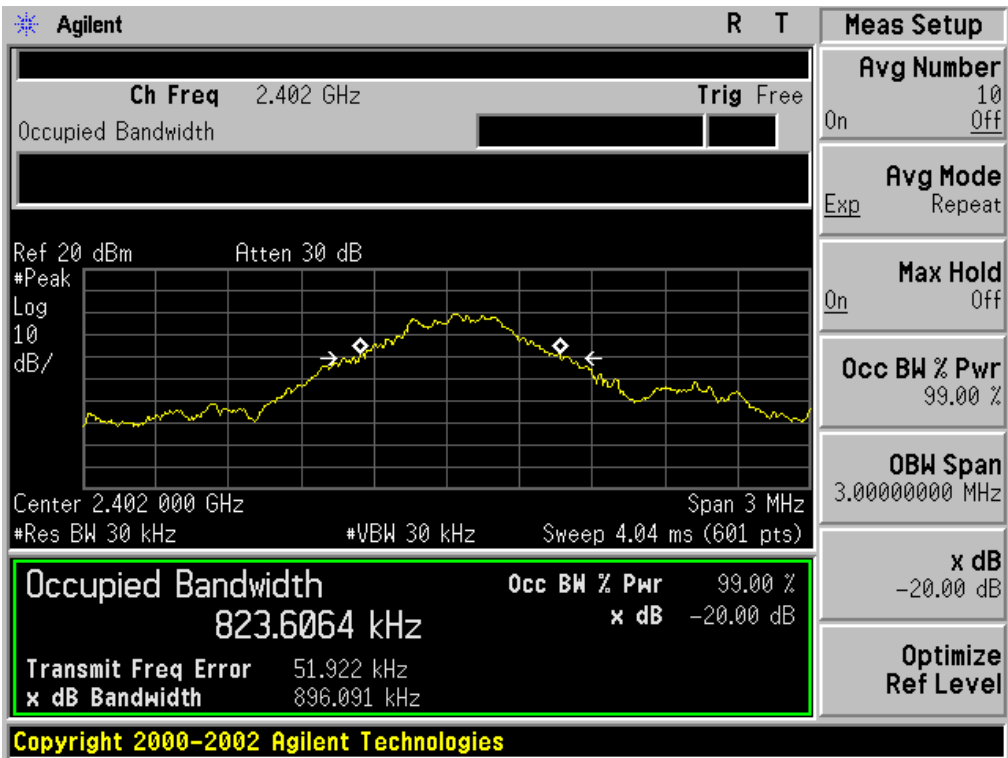 Agilent R T
Ch Freq 2.402 GHz Trig Free
Occupied Bandwidth
Ref 20 dBm Atten 30 dB
#Peak
Log
10
dB/
Center 2.402 000 GHz Span 3 MHz
#Res BW 30 kHz #VBW 30 kHz Sweep 4.04 ms (601 pts)
Occupied Bandwidth Occ BW % Pwr 99.00 %
823.6064 kHz x dB -20.00 dB
Transmit Freq Error 51.922 kHz
x dB Bandwidth 896.091 kHz
Copyright 2000-2002 Agilent Technologies
Meas Setup
Avg Number
10
On Off
Avg Mode
Exp Repeat
Max Hold
On Off
Occ BW % Pwr
99.00 %
OBW Span
3.00000000 MHz
x dB
-20.00 dB
Optimize
Ref Level